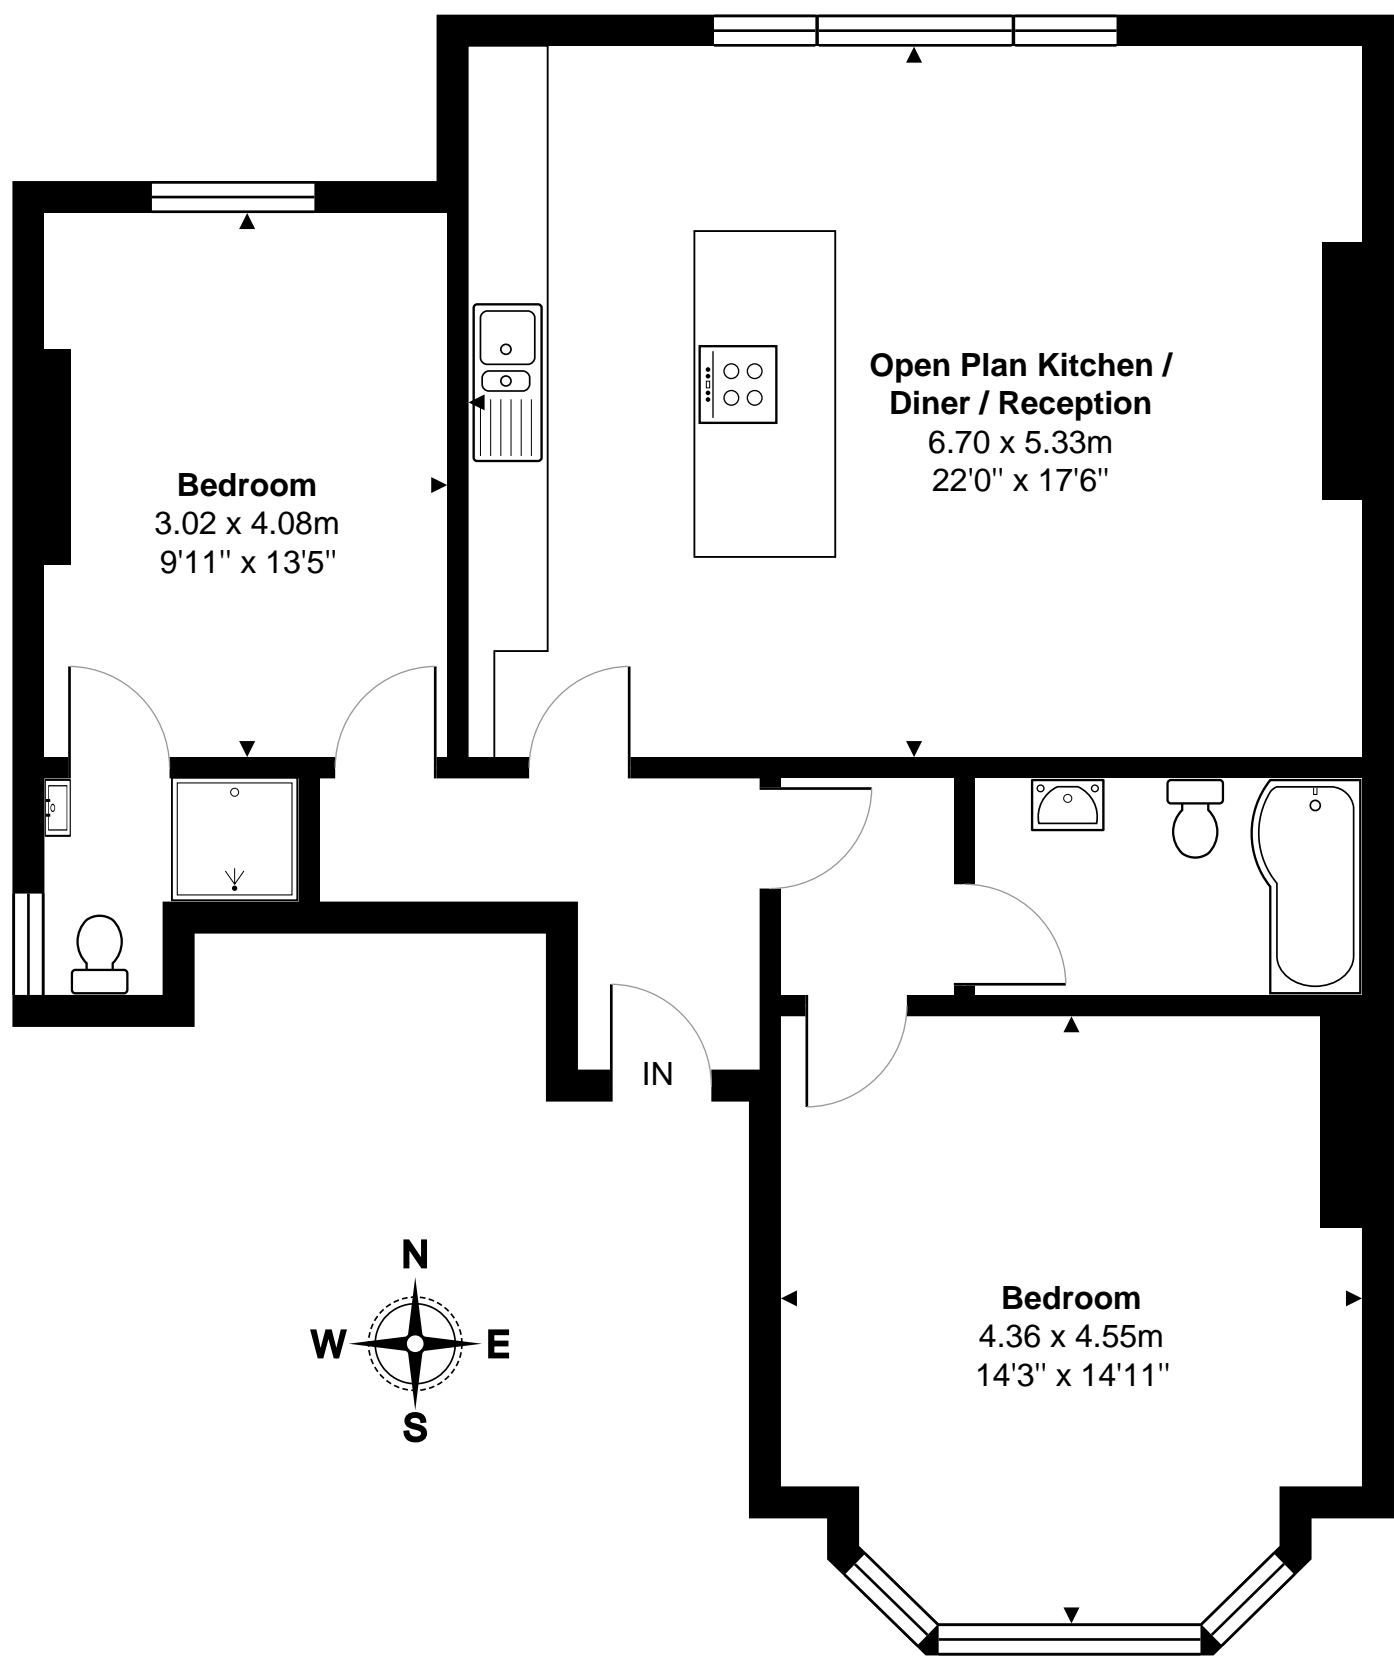 Open Plan Kitchen /
Diner / Reception
6.70 x 5.33m
22'0" x 17'6"
Bedroom
3.02 x 4.08m
9'11" x 13'5"
IN
N
W E
S
Bedroom
4.36 x 4.55m
14'3" x 14'11"